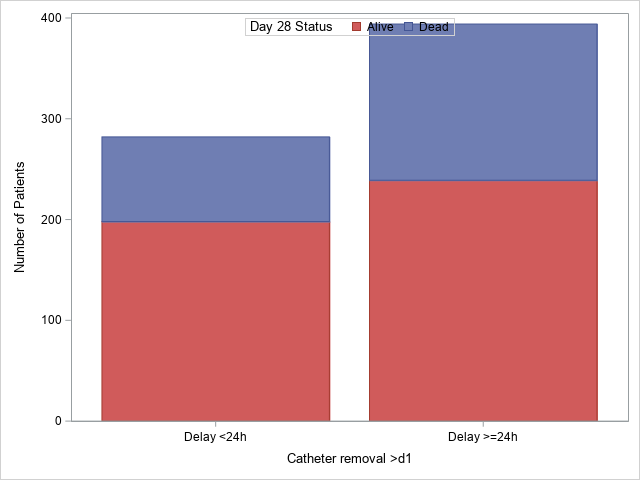 Day 28 Status Alive Dead
400
300
200
100
0
Number of Patients
Delay <24h Delay >=24h
Catheter removal >d1